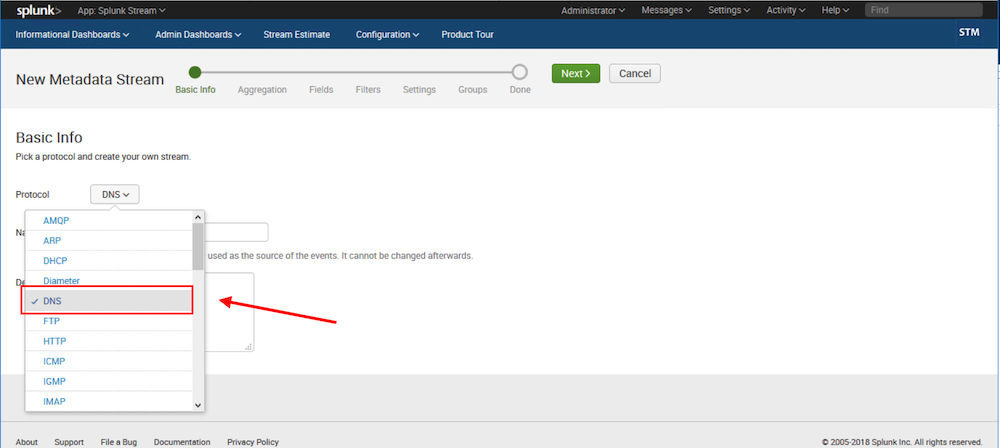 splunk> App: Splunk Stream Administrator Messages Settings Activity Help Find
Informational Dashboards Admin Dashboards Stream Estimate Configuration Product Tour STM
New Metadata Stream
Basic Info Aggregation Fields Filters Settings Groups Done
Next >
Cancel
Basic Info
Pick a protocol and create your own stream.
Protocol DNS
AMQP
ARP
DHCP
Diameter
DNS
FTP
HTTP
ICMP
IGMP
IMAP
used as the source of the events. It cannot be changed afterwards.
About Support File a Bug Documentation Privacy Policy © 2005-2018 Splunk Inc. All rights reserved.